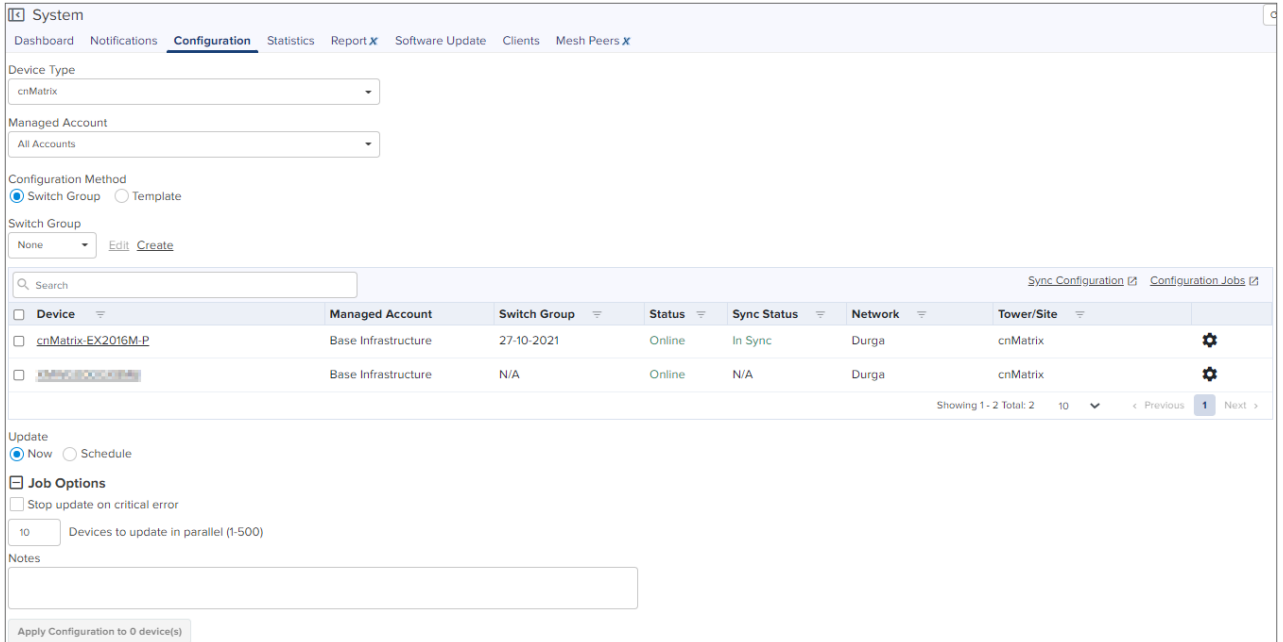 System
Dashboard Notifications Configuration Statistics Report X Software Update Clients Mesh Peers X
Device Type
cnMatrix
Managed Account
All Accounts
Configuration Method
Switch Group Template
Switch Group
None Edit Create
Search Sync Configuration Configuration Jobs
Device Managed Account Switch Group Status Sync Status Network Tower/Site
cnMatrix-EX2016M-P Base Infrastructure 27-10-2021 Online In Sync Durga cnMatrix
Base Infrastructure N/A Online N/A Durga cnMatrix
Showing 1 - 2 Total: 2 10 < Previous 1 Next >
Update
Now Schedule
Job Options
Stop update on critical error
10 Devices to update in parallel (1-500)
Notes
Apply Configuration to 0 device(s)